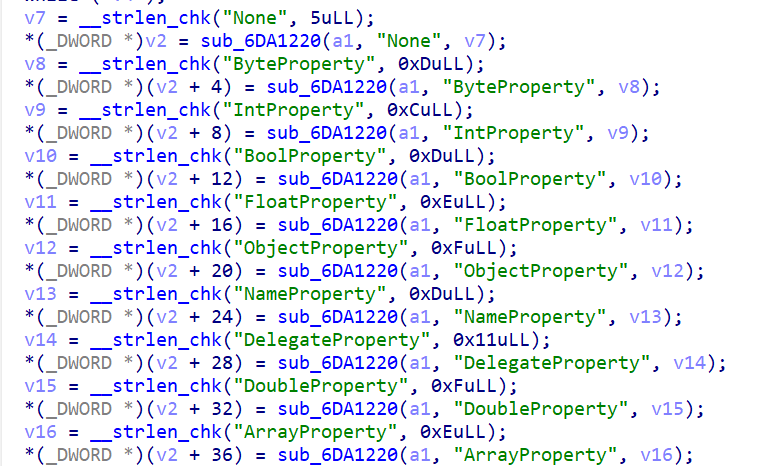 v7 = __strlen_chk("None", 5uLL);
*(_DWORD *)v2 = sub_6DA1220(a1, "None", v7);
v8 = __strlen_chk("ByteProperty", 0xDuLL);
*(_DWORD *)(v2 + 4) = sub_6DA1220(a1, "ByteProperty", v8);
v9 = __strlen_chk("IntProperty", 0xCuLL);
*(_DWORD *)(v2 + 8) = sub_6DA1220(a1, "IntProperty", v9);
v10 = __strlen_chk("BoolProperty", 0xDuLL);
*(_DWORD *)(v2 + 12) = sub_6DA1220(a1, "BoolProperty", v10);
v11 = __strlen_chk("FloatProperty", 0xEuLL);
*(_DWORD *)(v2 + 16) = sub_6DA1220(a1, "FloatProperty", v11);
v12 = __strlen_chk("ObjectProperty", 0xFuLL);
*(_DWORD *)(v2 + 20) = sub_6DA1220(a1, "ObjectProperty", v12);
v13 = __strlen_chk("NameProperty", 0xDuLL);
*(_DWORD *)(v2 + 24) = sub_6DA1220(a1, "NameProperty", v13);
v14 = __strlen_chk("DelegateProperty", 0x11uLL);
*(_DWORD *)(v2 + 28) = sub_6DA1220(a1, "DelegateProperty", v14);
v15 = __strlen_chk("DoubleProperty", 0xFuLL);
*(_DWORD *)(v2 + 32) = sub_6DA1220(a1, "DoubleProperty", v15);
v16 = __strlen_chk("ArrayProperty", 0xEuLL);
*(_DWORD *)(v2 + 36) = sub_6DA1220(a1, "ArrayProperty", v16);